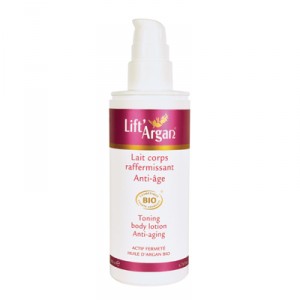 Lift'Argan
Lait corps
raffermissant
Anti-âge
BIO
Toning
body lotion
Anti-aging
ACTIF FERMETÉ
HUILE D'ARGAN BIO